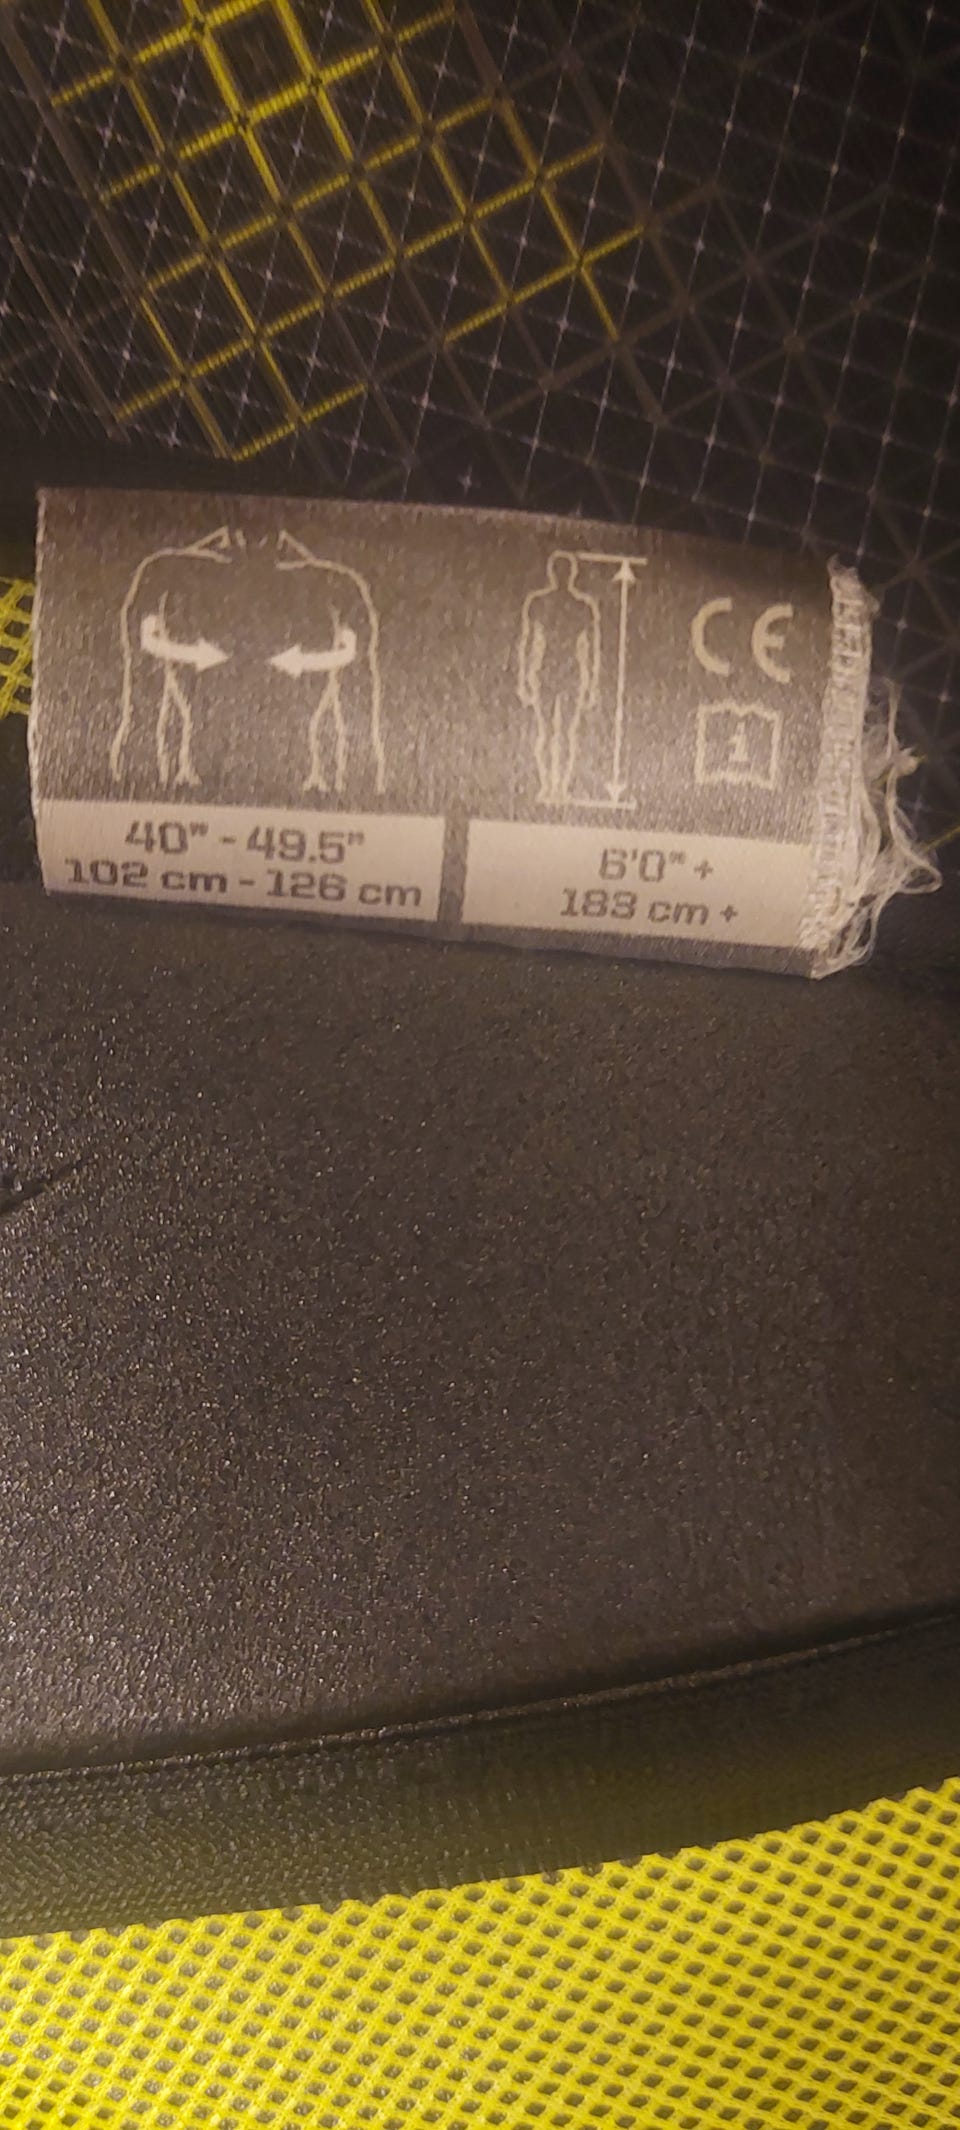 CE
1
40" - 49.5"
102 cm - 126 cm
6'0" +
183 cm +